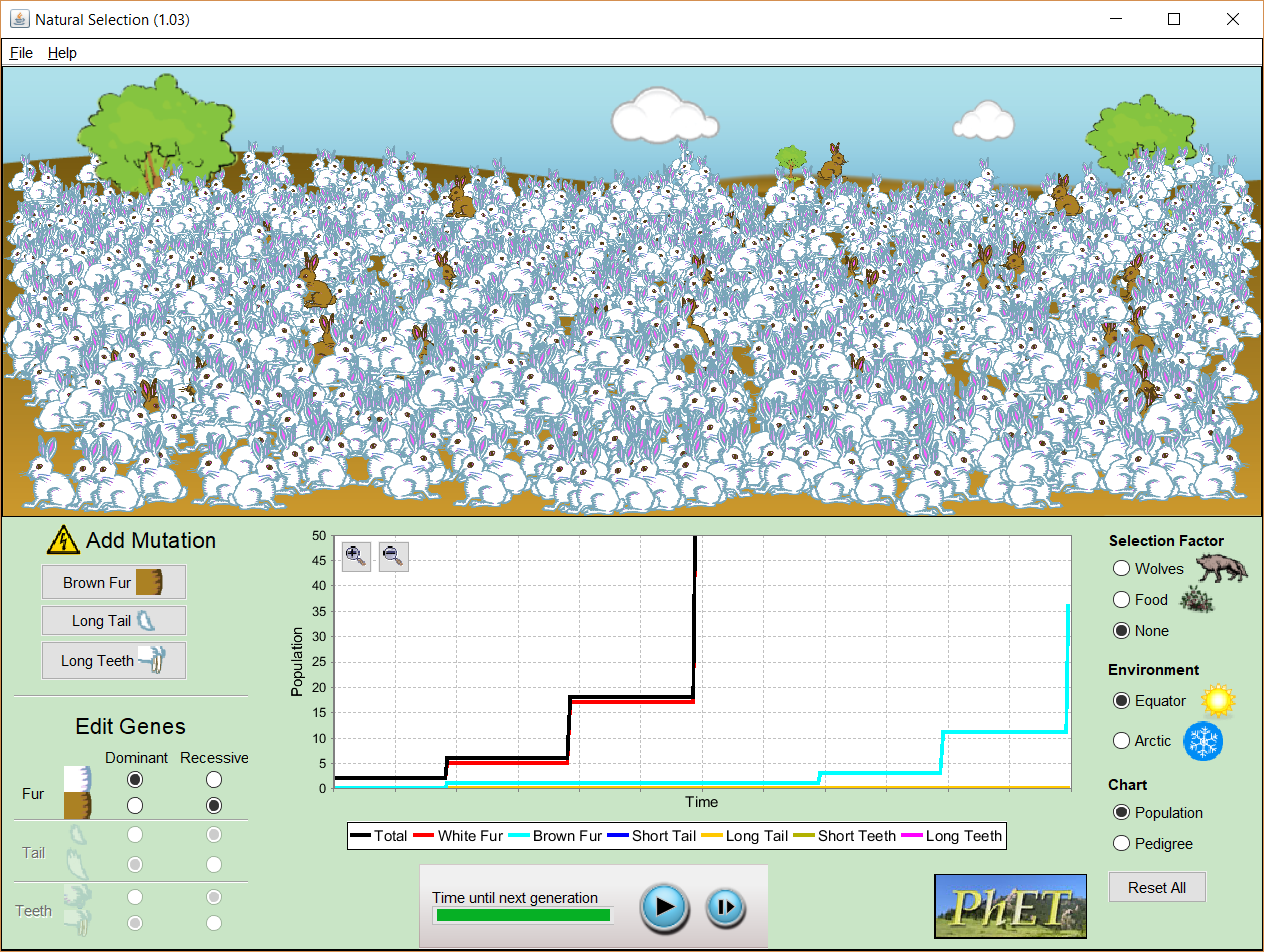 Natural Selection (1.03)
File Help
Add Mutation
Brown Fur
Long Tail
Long Teeth
Edit Genes
Dominant Recessive
Fur
Tail
Teeth
50
45
40
35
30
25
20
15
10
5
0
Population
Time
Total White Fur Brown Fur Short Tail Long Tail Short Teeth Long Teeth
Time until next generation
PhET
Selection Factor
Wolves
Food
None
Environment
Equator
Arctic
Chart
Population
Pedigree
Reset All